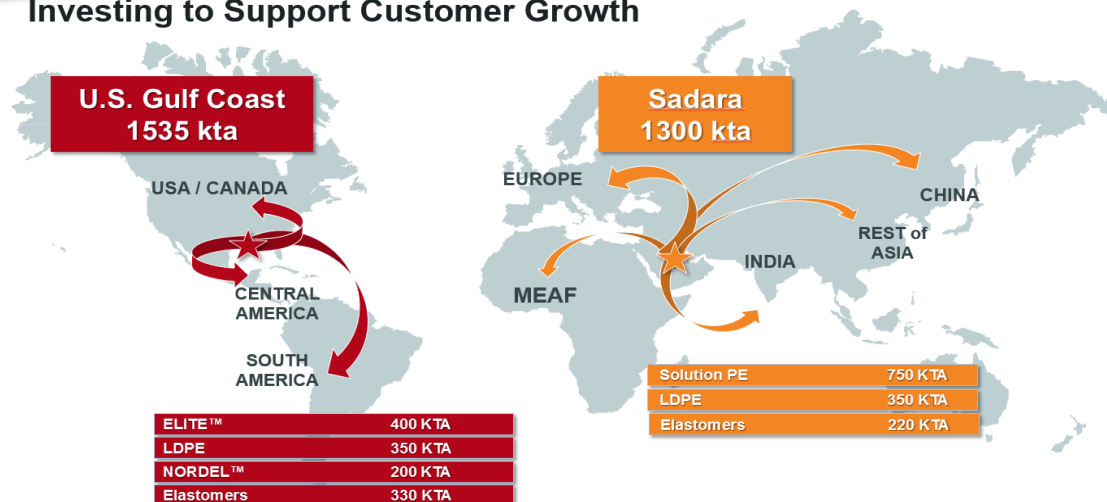 Investing to Support Customer Growth
U.S. Gulf Coast
1535 kta
Sadara
1300 kta
USA / CANADA
CENTRAL
AMERICA
SOUTH
AMERICA
EUROPE
MEAF
INDIA
CHINA
REST of
ASIA
ELITE™ 400 KTA
LDPE 350 KTA
NORDEL™ 200 KTA
Elastomers 330 KTA
Solution PE 750 KTA
LDPE 350 KTA
Elastomers 220 KTA